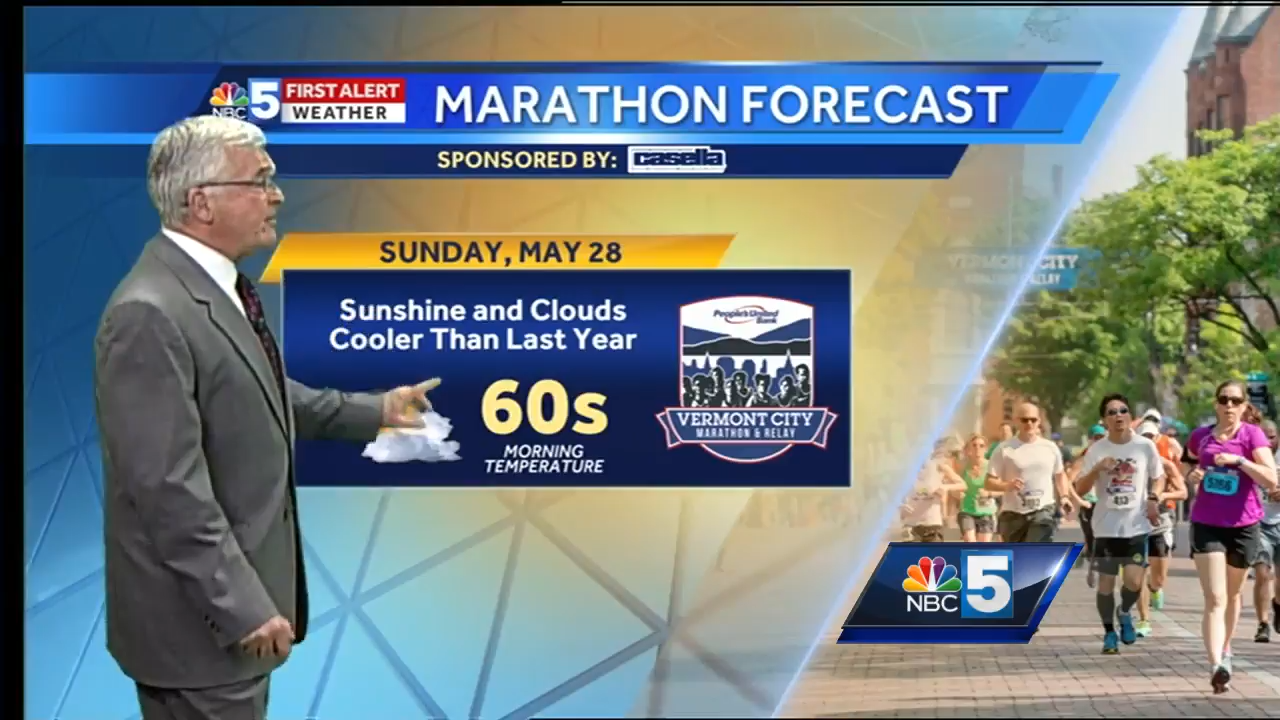 NBC 5 FIRST ALERT
WEATHER
MARATHON FORECAST
SPONSORED BY: casella
SUNDAY, MAY 28
Sunshine and Clouds
Cooler Than Last Year
60s
MORNING
TEMPERATURE
People's United
Bank
VERMONT CITY
MARATHON & RELAY
VERMONT CITY
NBC 5